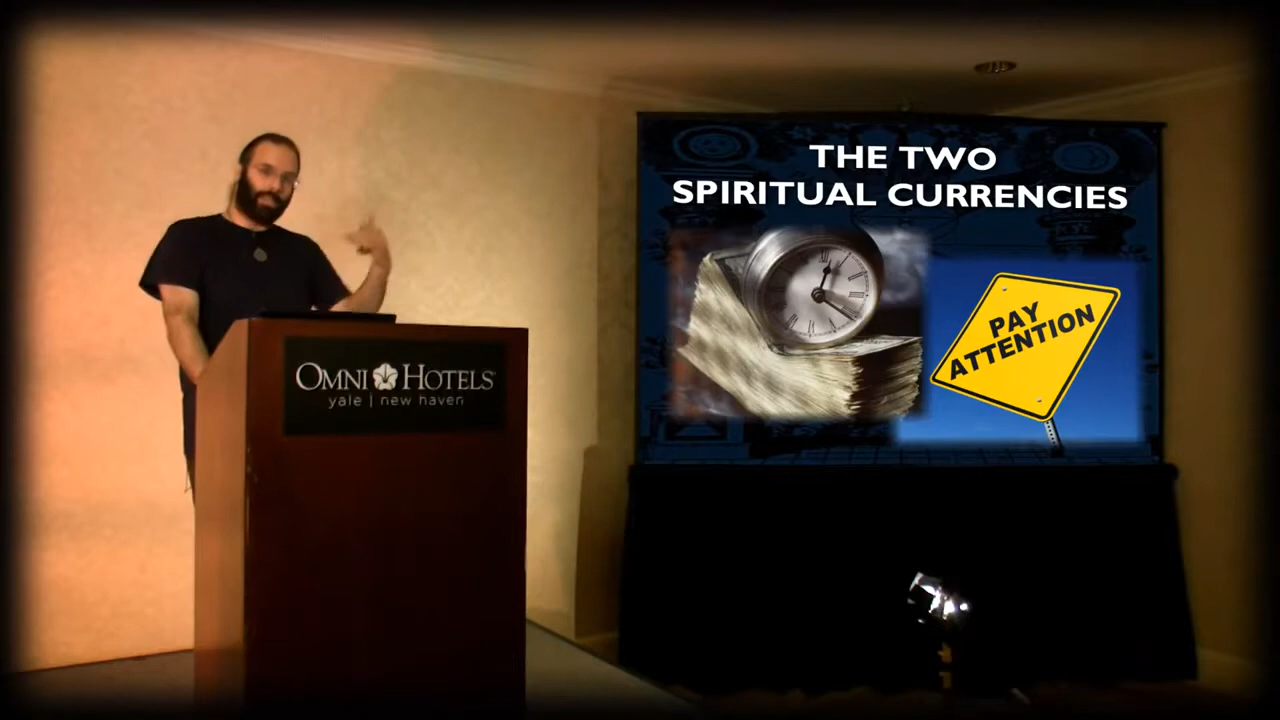 THE TWO
SPIRITUAL CURRENCIES
PAY
ATTENTION
OMNI HOTELS
yale | new haven